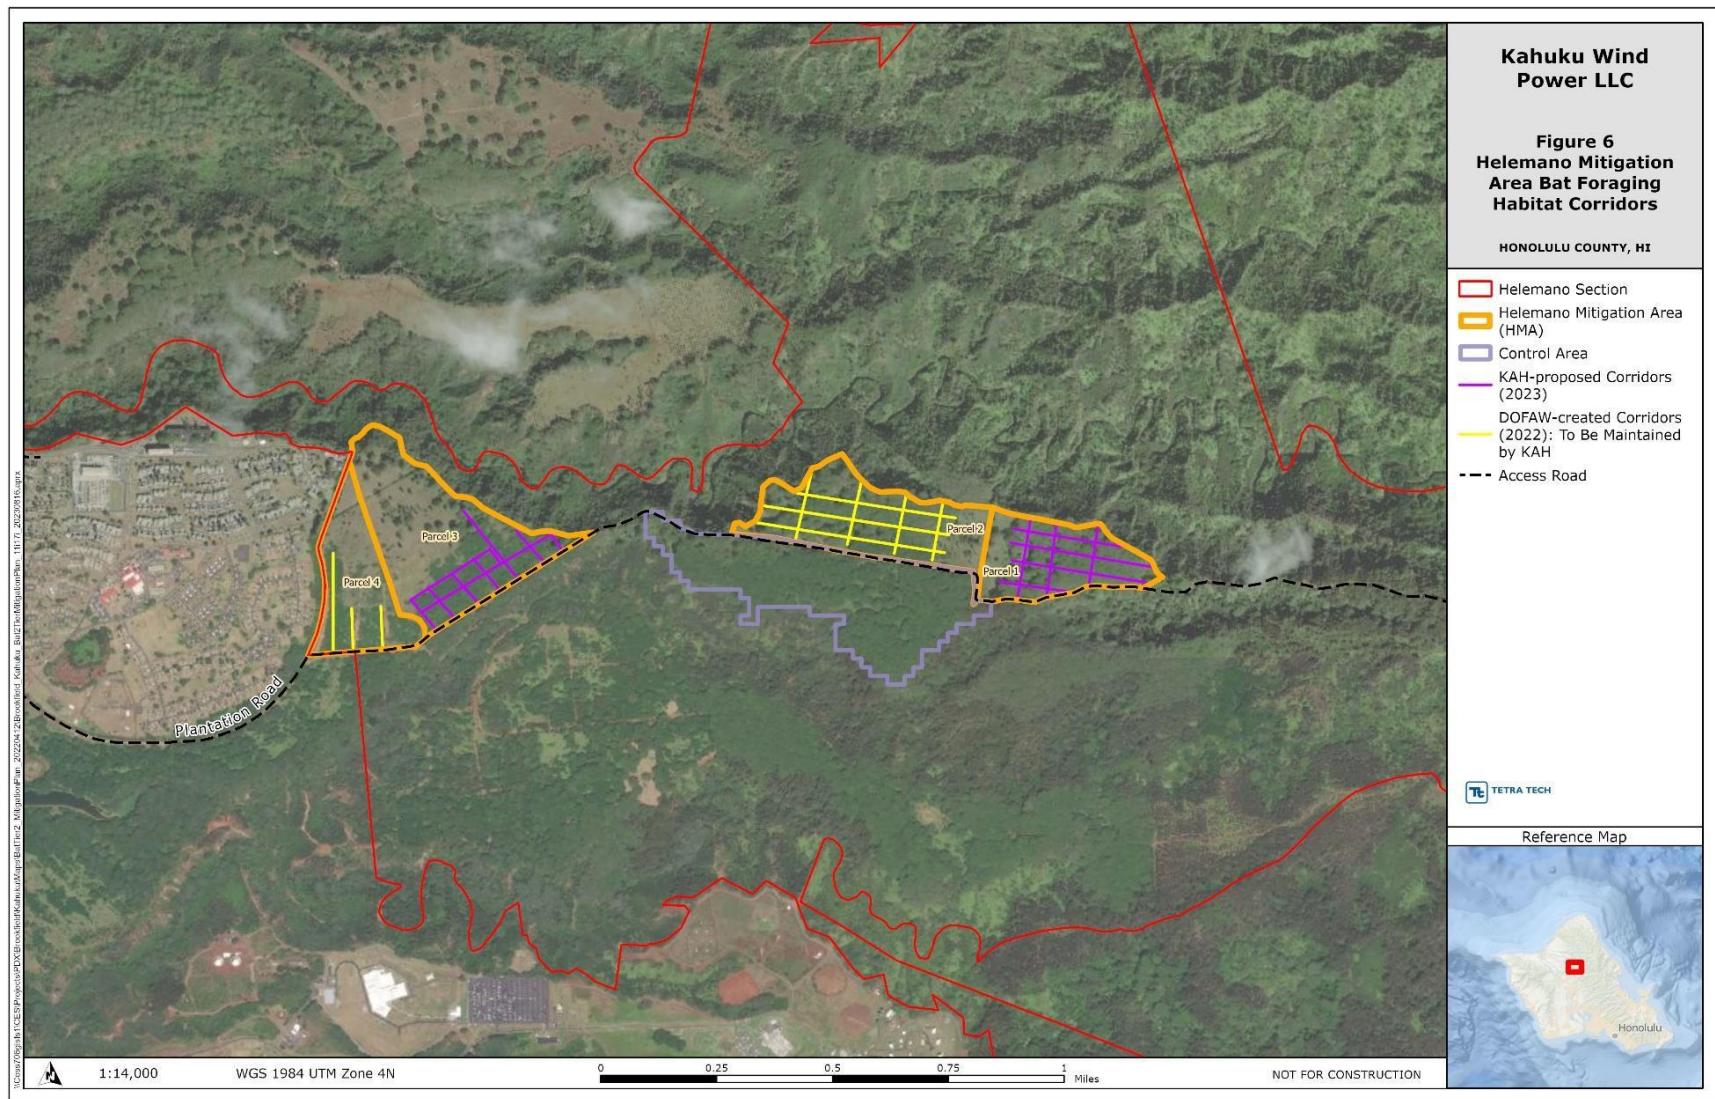 Kahuku Wind
Power LLC
Figure 6
Helemano Mitigation
Area Bat Foraging
Habitat Corridors
HONOLULU COUNTY, HI
Helemano Section
Helemano Mitigation Area
(HMA)
Control Area
KAH-proposed Corridors
(2023)
DOFAW-created Corridors
(2022): To Be Maintained
by KAH
Access Road
Tt TETRA TECH
Reference Map
Honolulu
Parcel 3
Parcel 4
Parcel 2
Parcel 1
Plantation Road
N
1:14,000
WGS 1984 UTM Zone 4N
0 0.25 0.5 0.75 1
Miles
NOT FOR CONSTRUCTION